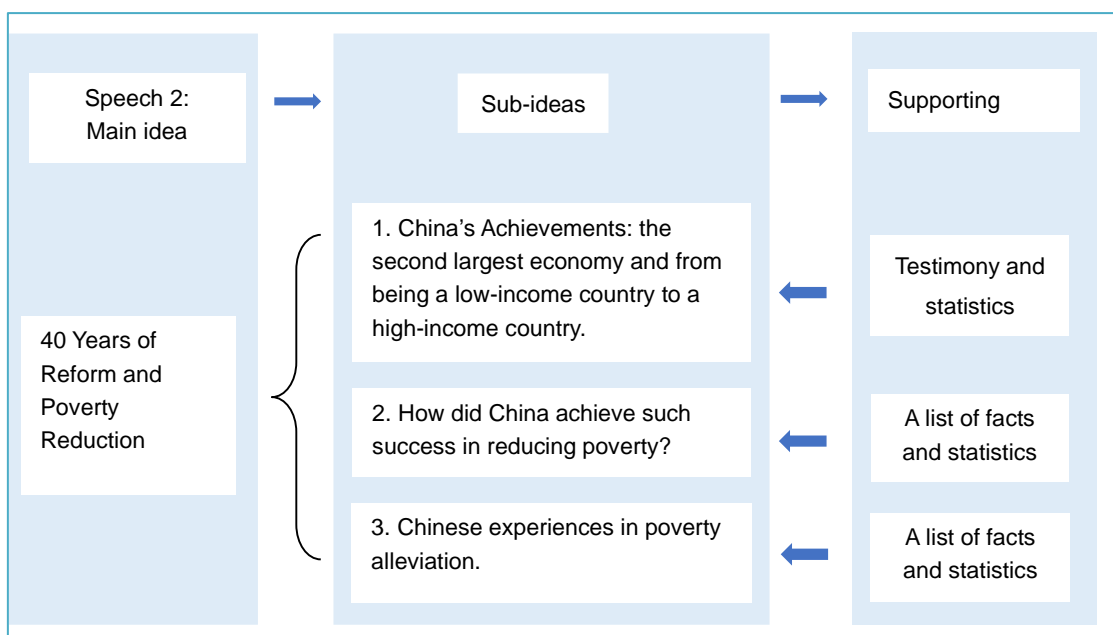 Speech 2:
Main idea
Sub-ideas
Supporting
40 Years of
Reform and
Poverty
Reduction
1. China’s Achievements: the
second largest economy and from
being a low-income country to a
high-income country.
2. How did China achieve such
success in reducing poverty?
3. Chinese experiences in poverty
alleviation.
Testimony and
statistics
A list of facts
and statistics
A list of facts
and statistics